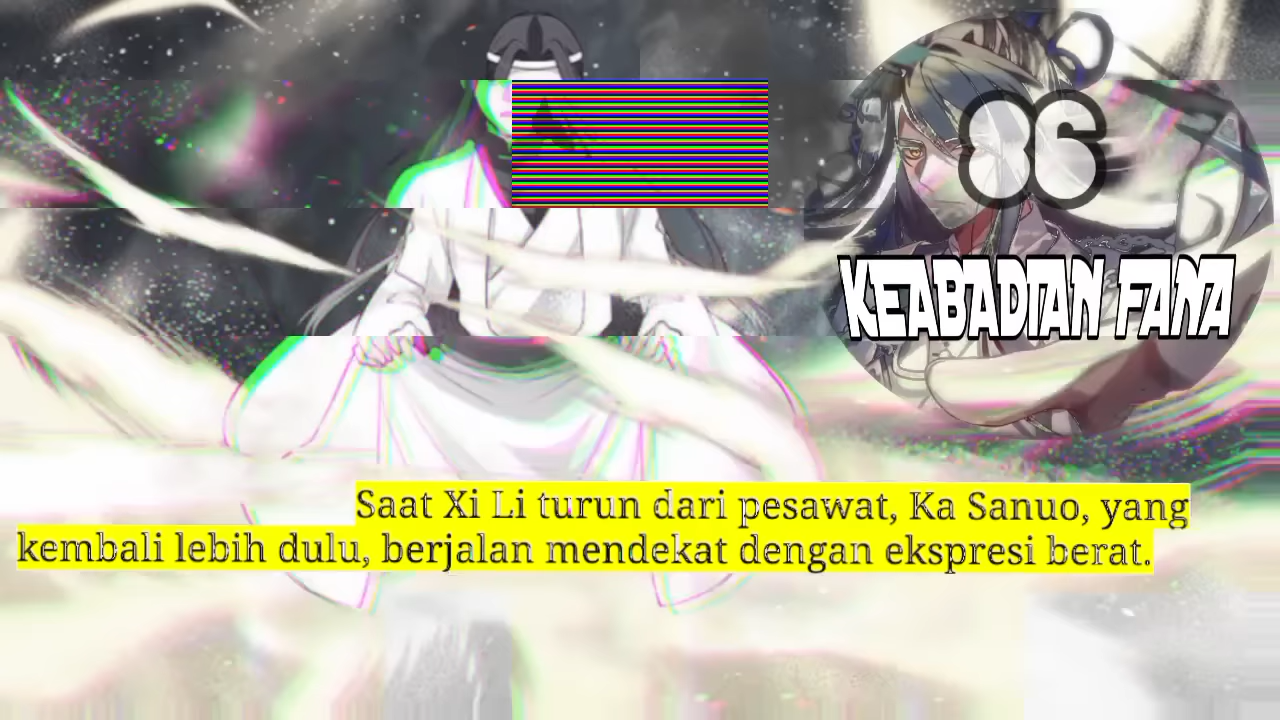 86
KEABADIAN FANA
Saat Xi Li turun dari pesawat, Ka Sanuo, yang
kembali lebih dulu, berjalan mendekat dengan ekspresi berat.